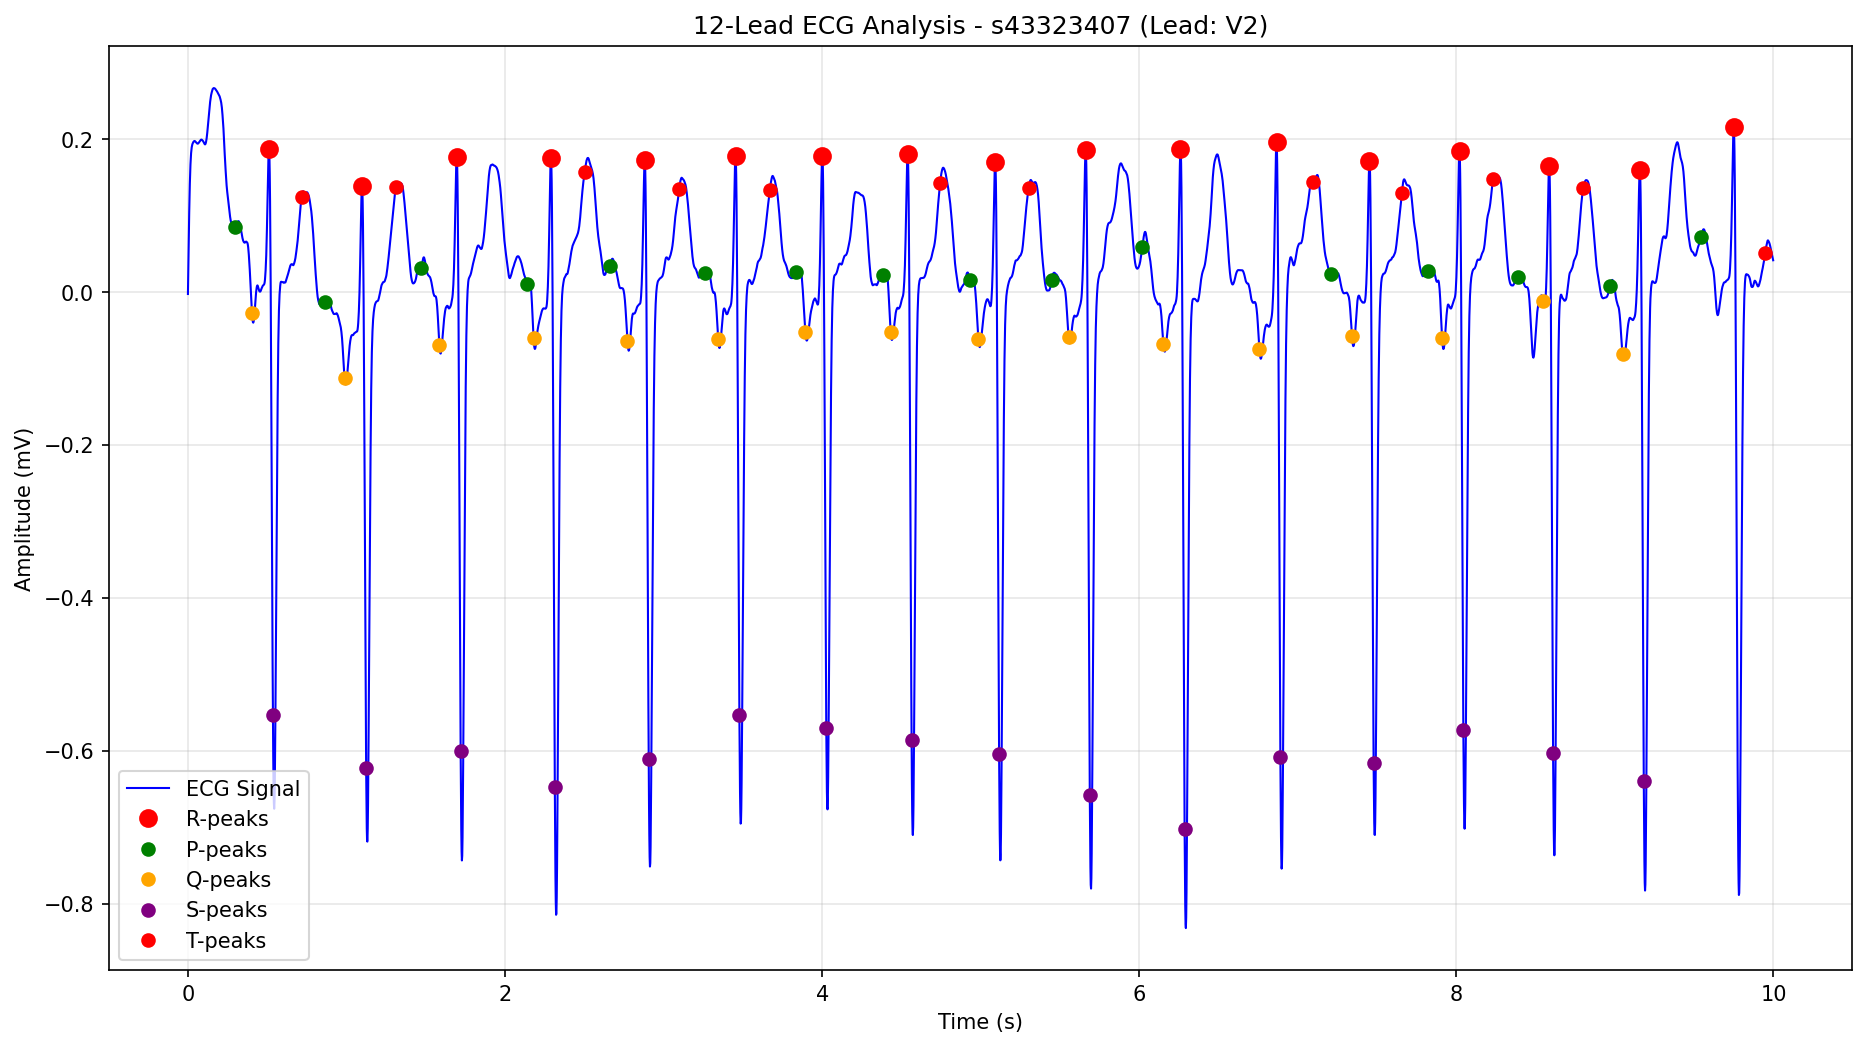 12-Lead ECG Analysis - s43323407 (Lead: V2)
0.2
0.0
−0.2
−0.4
−0.6
−0.8
Amplitude (mV)
ECG Signal
R-peaks
P-peaks
Q-peaks
S-peaks
T-peaks
0 2 4 6 8 10
Time (s)